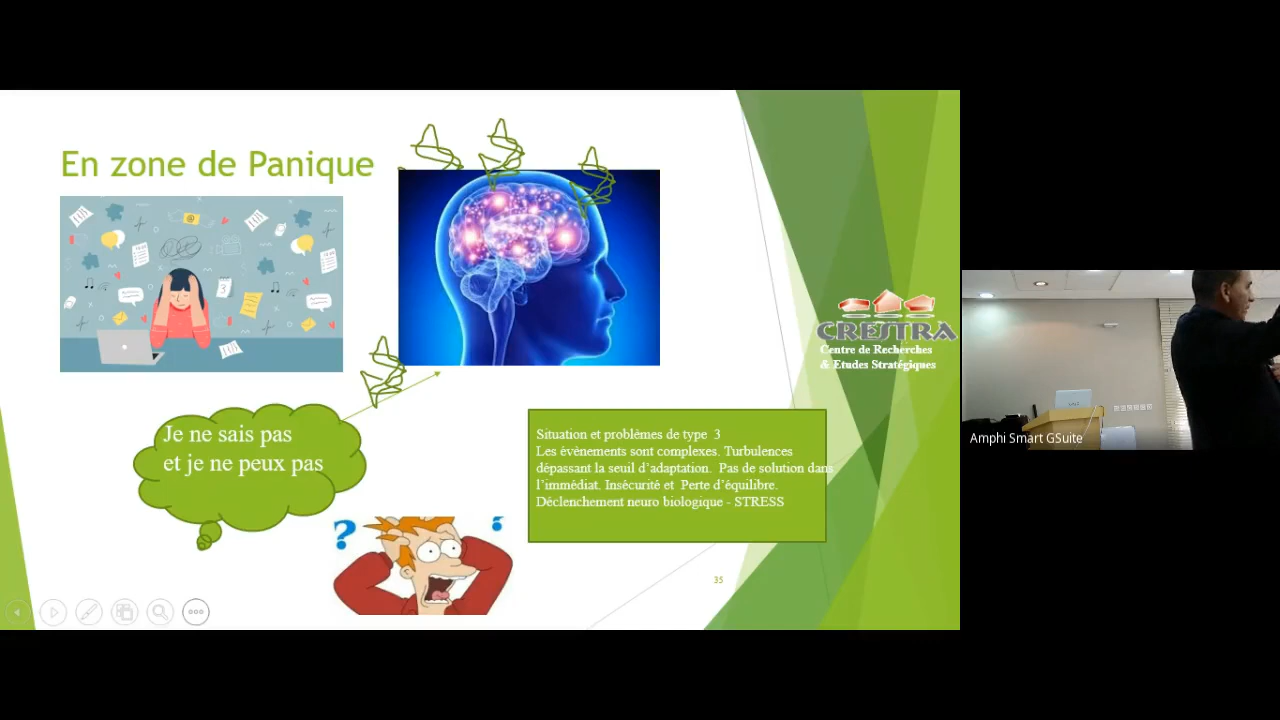 En zone de Panique
Je ne sais pas
et je ne peux pas
Situation et problèmes de type 3
Les évènements sont complexes. Turbulences
dépassant la seuil d’adaptation. Pas de solution dans
l’immédiat. Insécurité et Perte d’équilibre.
Déclenchement neuro biologique - STRESS
?
?
35
CRESTRA
Centre de Recherches
& Etudes Stratégiques
Amphi Smart GSuite